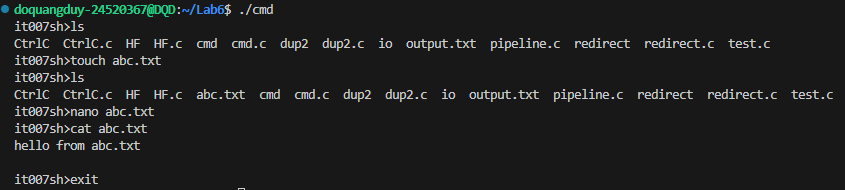 doquangduy-24520367@DQD:~/Lab6$ ./cmd
it007sh>ls
CtrlC  CtrlC.c  HF  HF.c  cmd  cmd.c  dup2  dup2.c  io  output.txt  pipeline.c  redirect  redirect.c  test.c
it007sh>touch abc.txt
it007sh>ls
CtrlC  CtrlC.c  HF  HF.c  abc.txt  cmd  cmd.c  dup2  dup2.c  io  output.txt  pipeline.c  redirect  redirect.c  test.c
it007sh>nano abc.txt
it007sh>cat abc.txt
hello from abc.txt
it007sh>exit